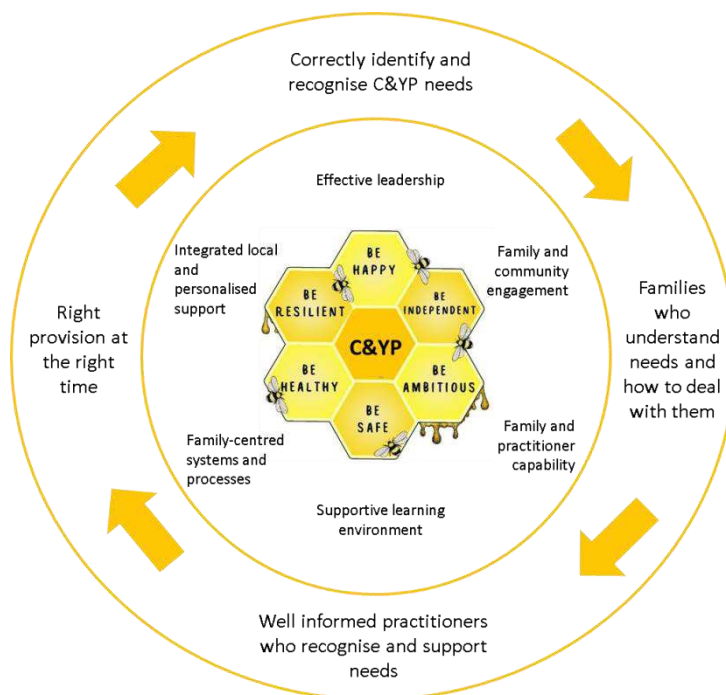 Correctly identify and
recognise C&YP needs
Effective leadership
Integrated local
and
personalised
support
Family and
community
engagement
BE
HAPPY
BE
RESILIENT
BE
INDEPENDENT
C&YP
BE
HEALTHY
BE
AMBITIOUS
BE
SAFE
Right
provision at
the right
time
Families
who
understand
needs and
how to deal
with them
Family-centred
systems and
processes
Family and
practitioner
capability
Supportive learning
environment
Well informed practitioners
who recognise and support
needs